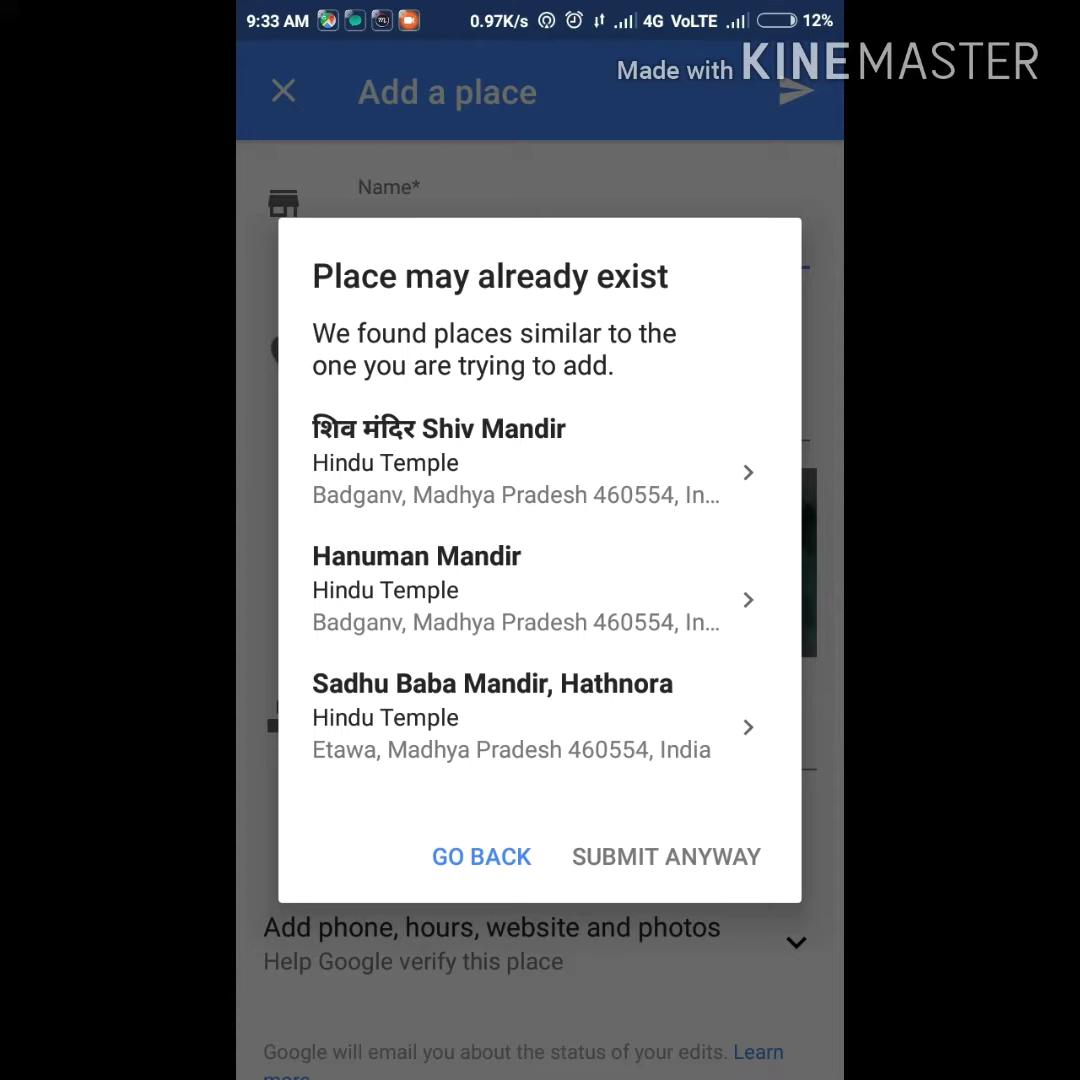 9:33 AM 0.97K/s 4G VoLTE 12%
Made with KINEMASTER
Add a place
Name*
Place may already exist
We found places similar to the
one you are trying to add.
शिव मंदिर Shiv Mandir
Hindu Temple
Badganv, Madhya Pradesh 460554, In...
Hanuman Mandir
Hindu Temple
Badganv, Madhya Pradesh 460554, In...
Sadhu Baba Mandir, Hathnora
Hindu Temple
Etawa, Madhya Pradesh 460554, India
GO BACK SUBMIT ANYWAY
Add phone, hours, website and photos
Help Google verify this place
Google will email you about the status of your edits. Learn
more